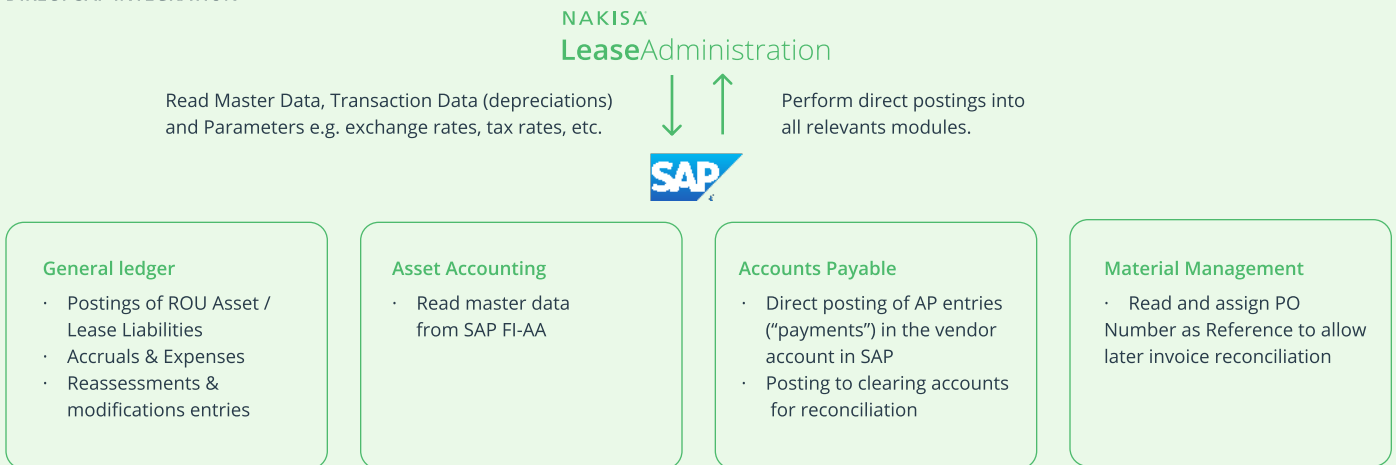 NAKISA
LeaseAdministration
Read Master Data, Transaction Data (depreciations)
and Parameters e.g. exchange rates, tax rates, etc.
Perform direct postings into
all relevants modules.
SAP
General ledger
· Postings of ROU Asset /
Lease Liabilities
· Accruals & Expenses
· Reassessments &
modifications entries
Asset Accounting
· Read master data
from SAP FI-AA
Accounts Payable
· Direct posting of AP entries
(“payments”) in the vendor
account in SAP
· Posting to clearing accounts
for reconciliation
Material Management
· Read and assign PO
Number as Reference to allow
later invoice reconciliation